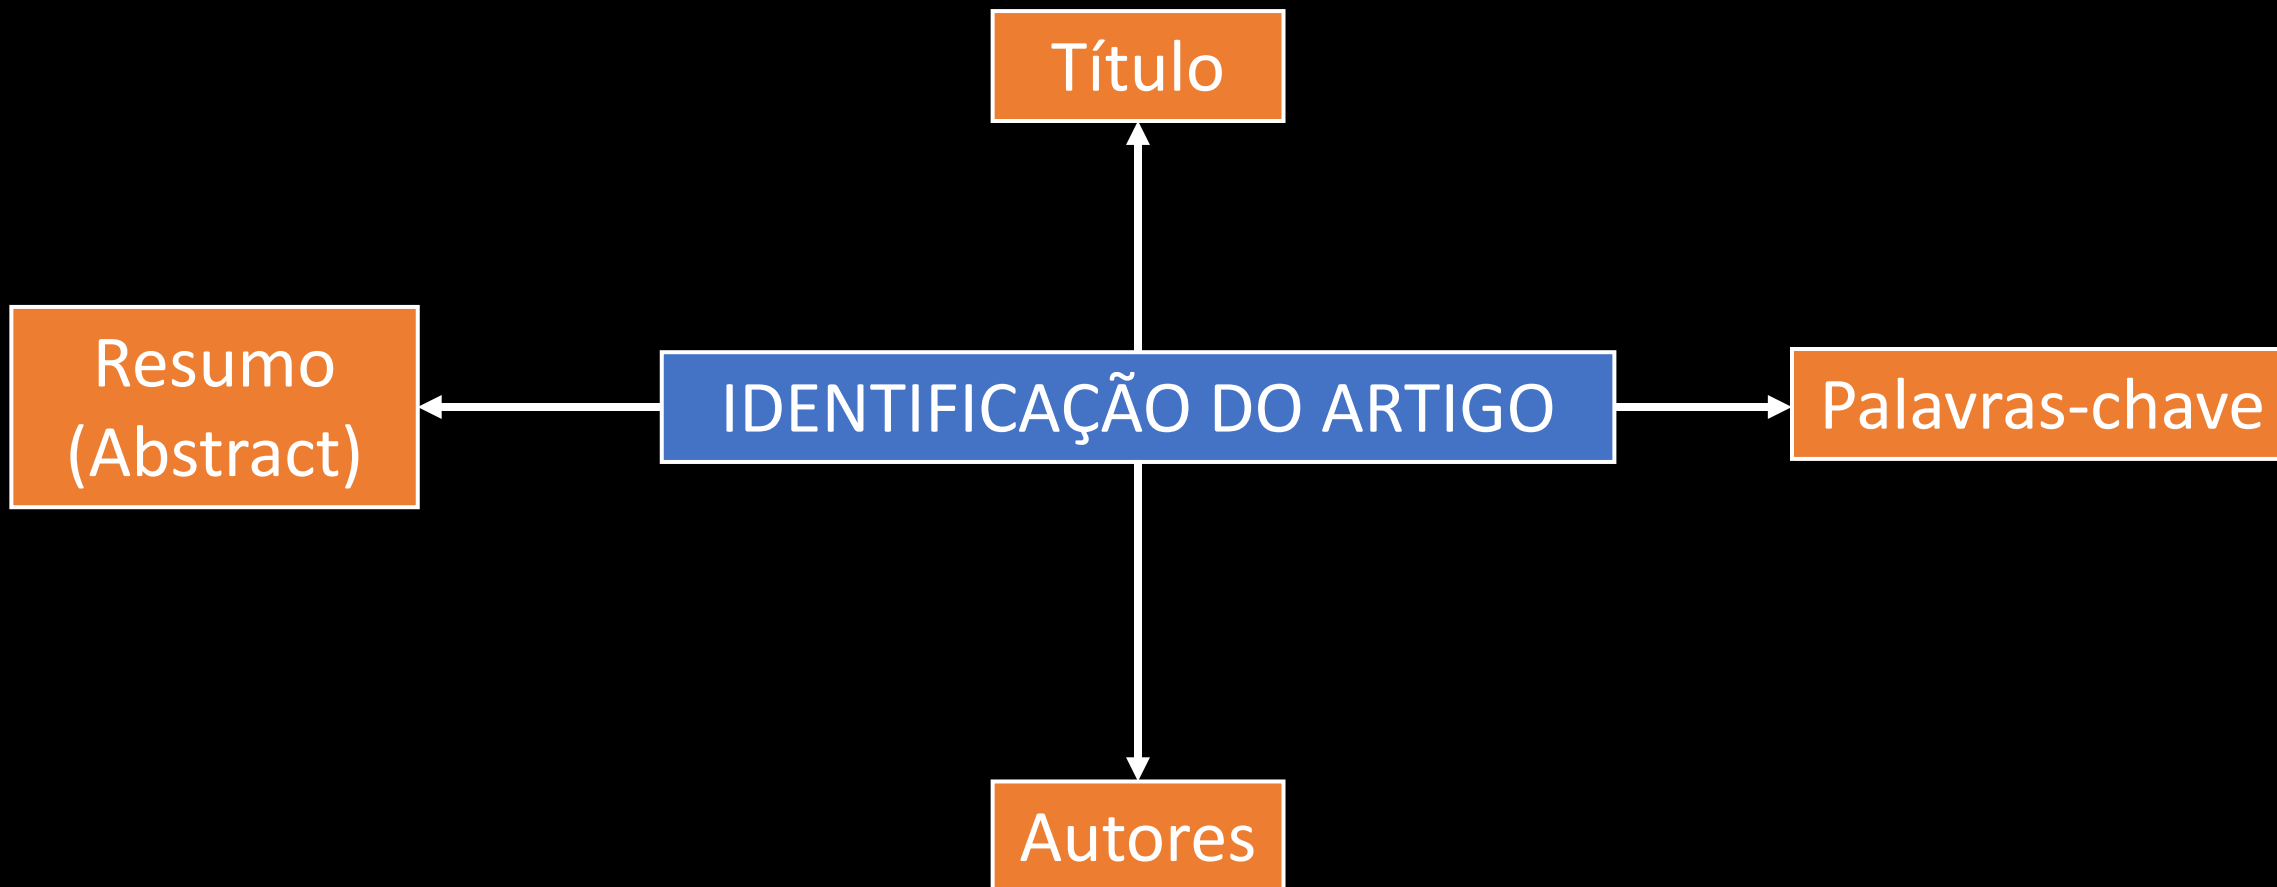 Título
Resumo
(Abstract)
IDENTIFICAÇÃO DO ARTIGO
Palavras-chave
Autores